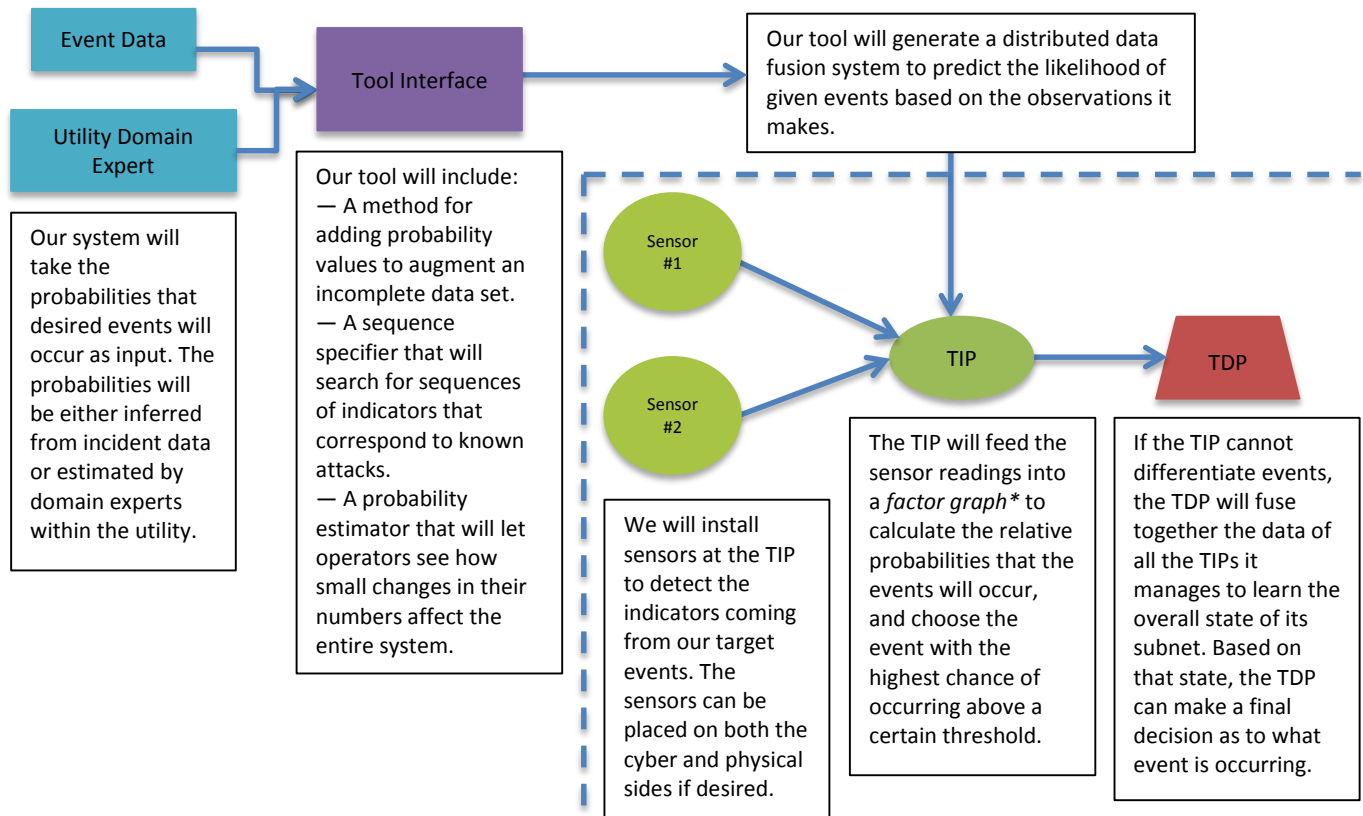 Event Data
Utility Domain
Expert
Tool Interface
Our tool will generate a distributed data
fusion system to predict the likelihood of
given events based on the observations it
makes.
Our system will
take the
probabilities that
desired events will
occur as input. The
probabilities will
be either inferred
from incident data
or estimated by
domain experts
within the utility.
Our tool will include:
— A method for
adding probability
values to augment an
incomplete data set.
— A sequence
specifier that will
search for sequences
of indicators that
correspond to known
attacks.
— A probability
estimator that will let
operators see how
small changes in their
numbers affect the
entire system.
Sensor
#1
Sensor
#2
TIP
TDP
We will install
sensors at the TIP
to detect the
indicators coming
from our target
events. The
sensors can be
placed on both the
cyber and physical
sides if desired.
The TIP will feed the
sensor readings into
a factor graph* to
calculate the relative
probabilities that the
events will occur,
and choose the
event with the
highest chance of
occurring above a
certain threshold.
If the TIP cannot
differentiate events,
the TDP will fuse
together the data of
all the TIPs it
manages to learn the
overall state of its
subnet. Based on
that state, the TDP
can make a final
decision as to what
event is occurring.